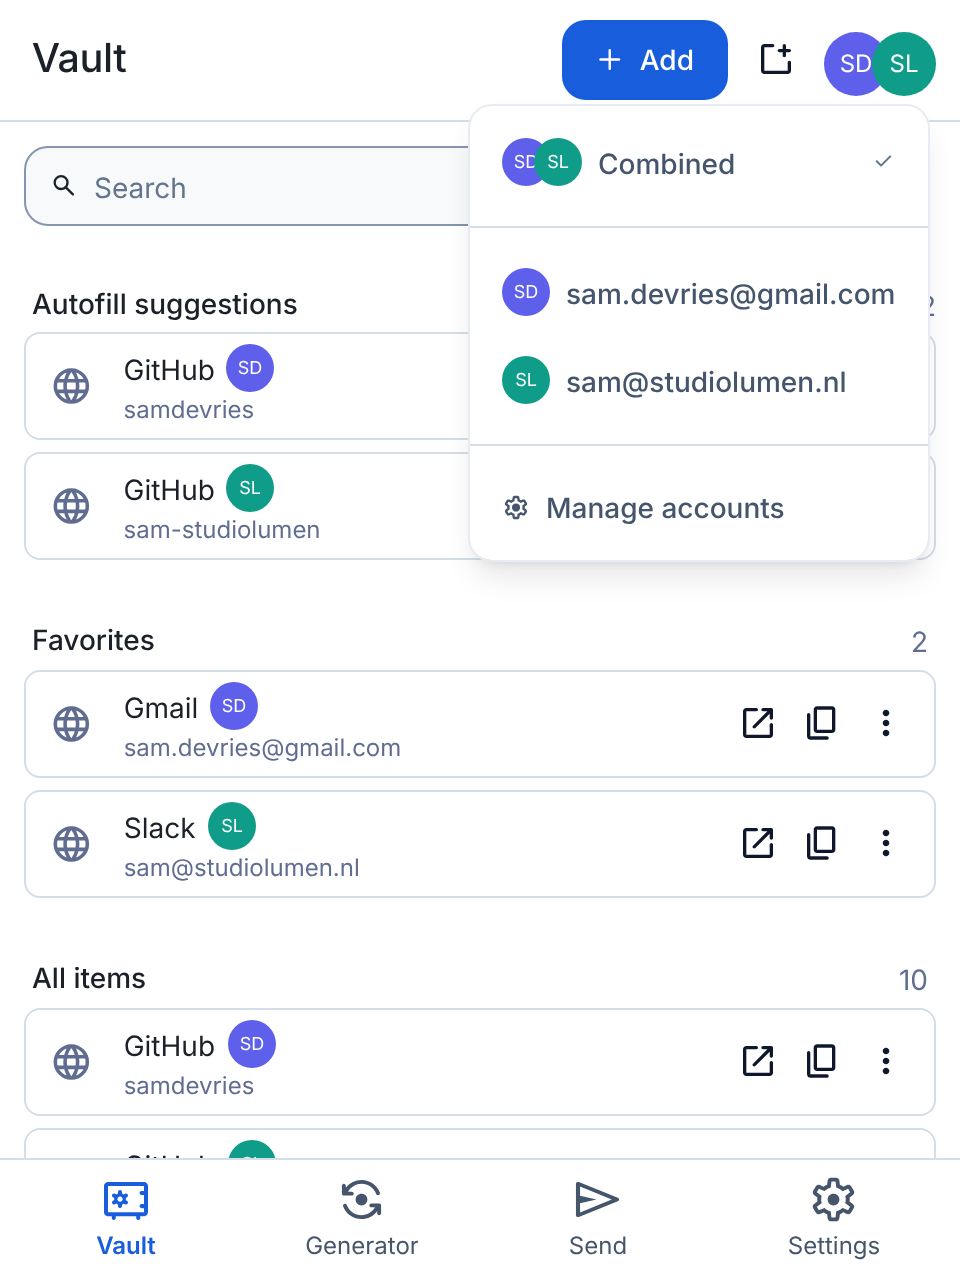 Vault
Add
SD SL
SD SL Combined
Search
SD sam.devries@gmail.com
Autofill suggestions
2
GitHub SD
samdevries
SL sam@studiolumen.nl
GitHub SL
sam-studiolumen
Manage accounts
Favorites 2
Gmail SD
sam.devries@gmail.com
Slack SL
sam@studiolumen.nl
All items 10
GitHub SD
samdevries
Vault
Generator
Send
Settings